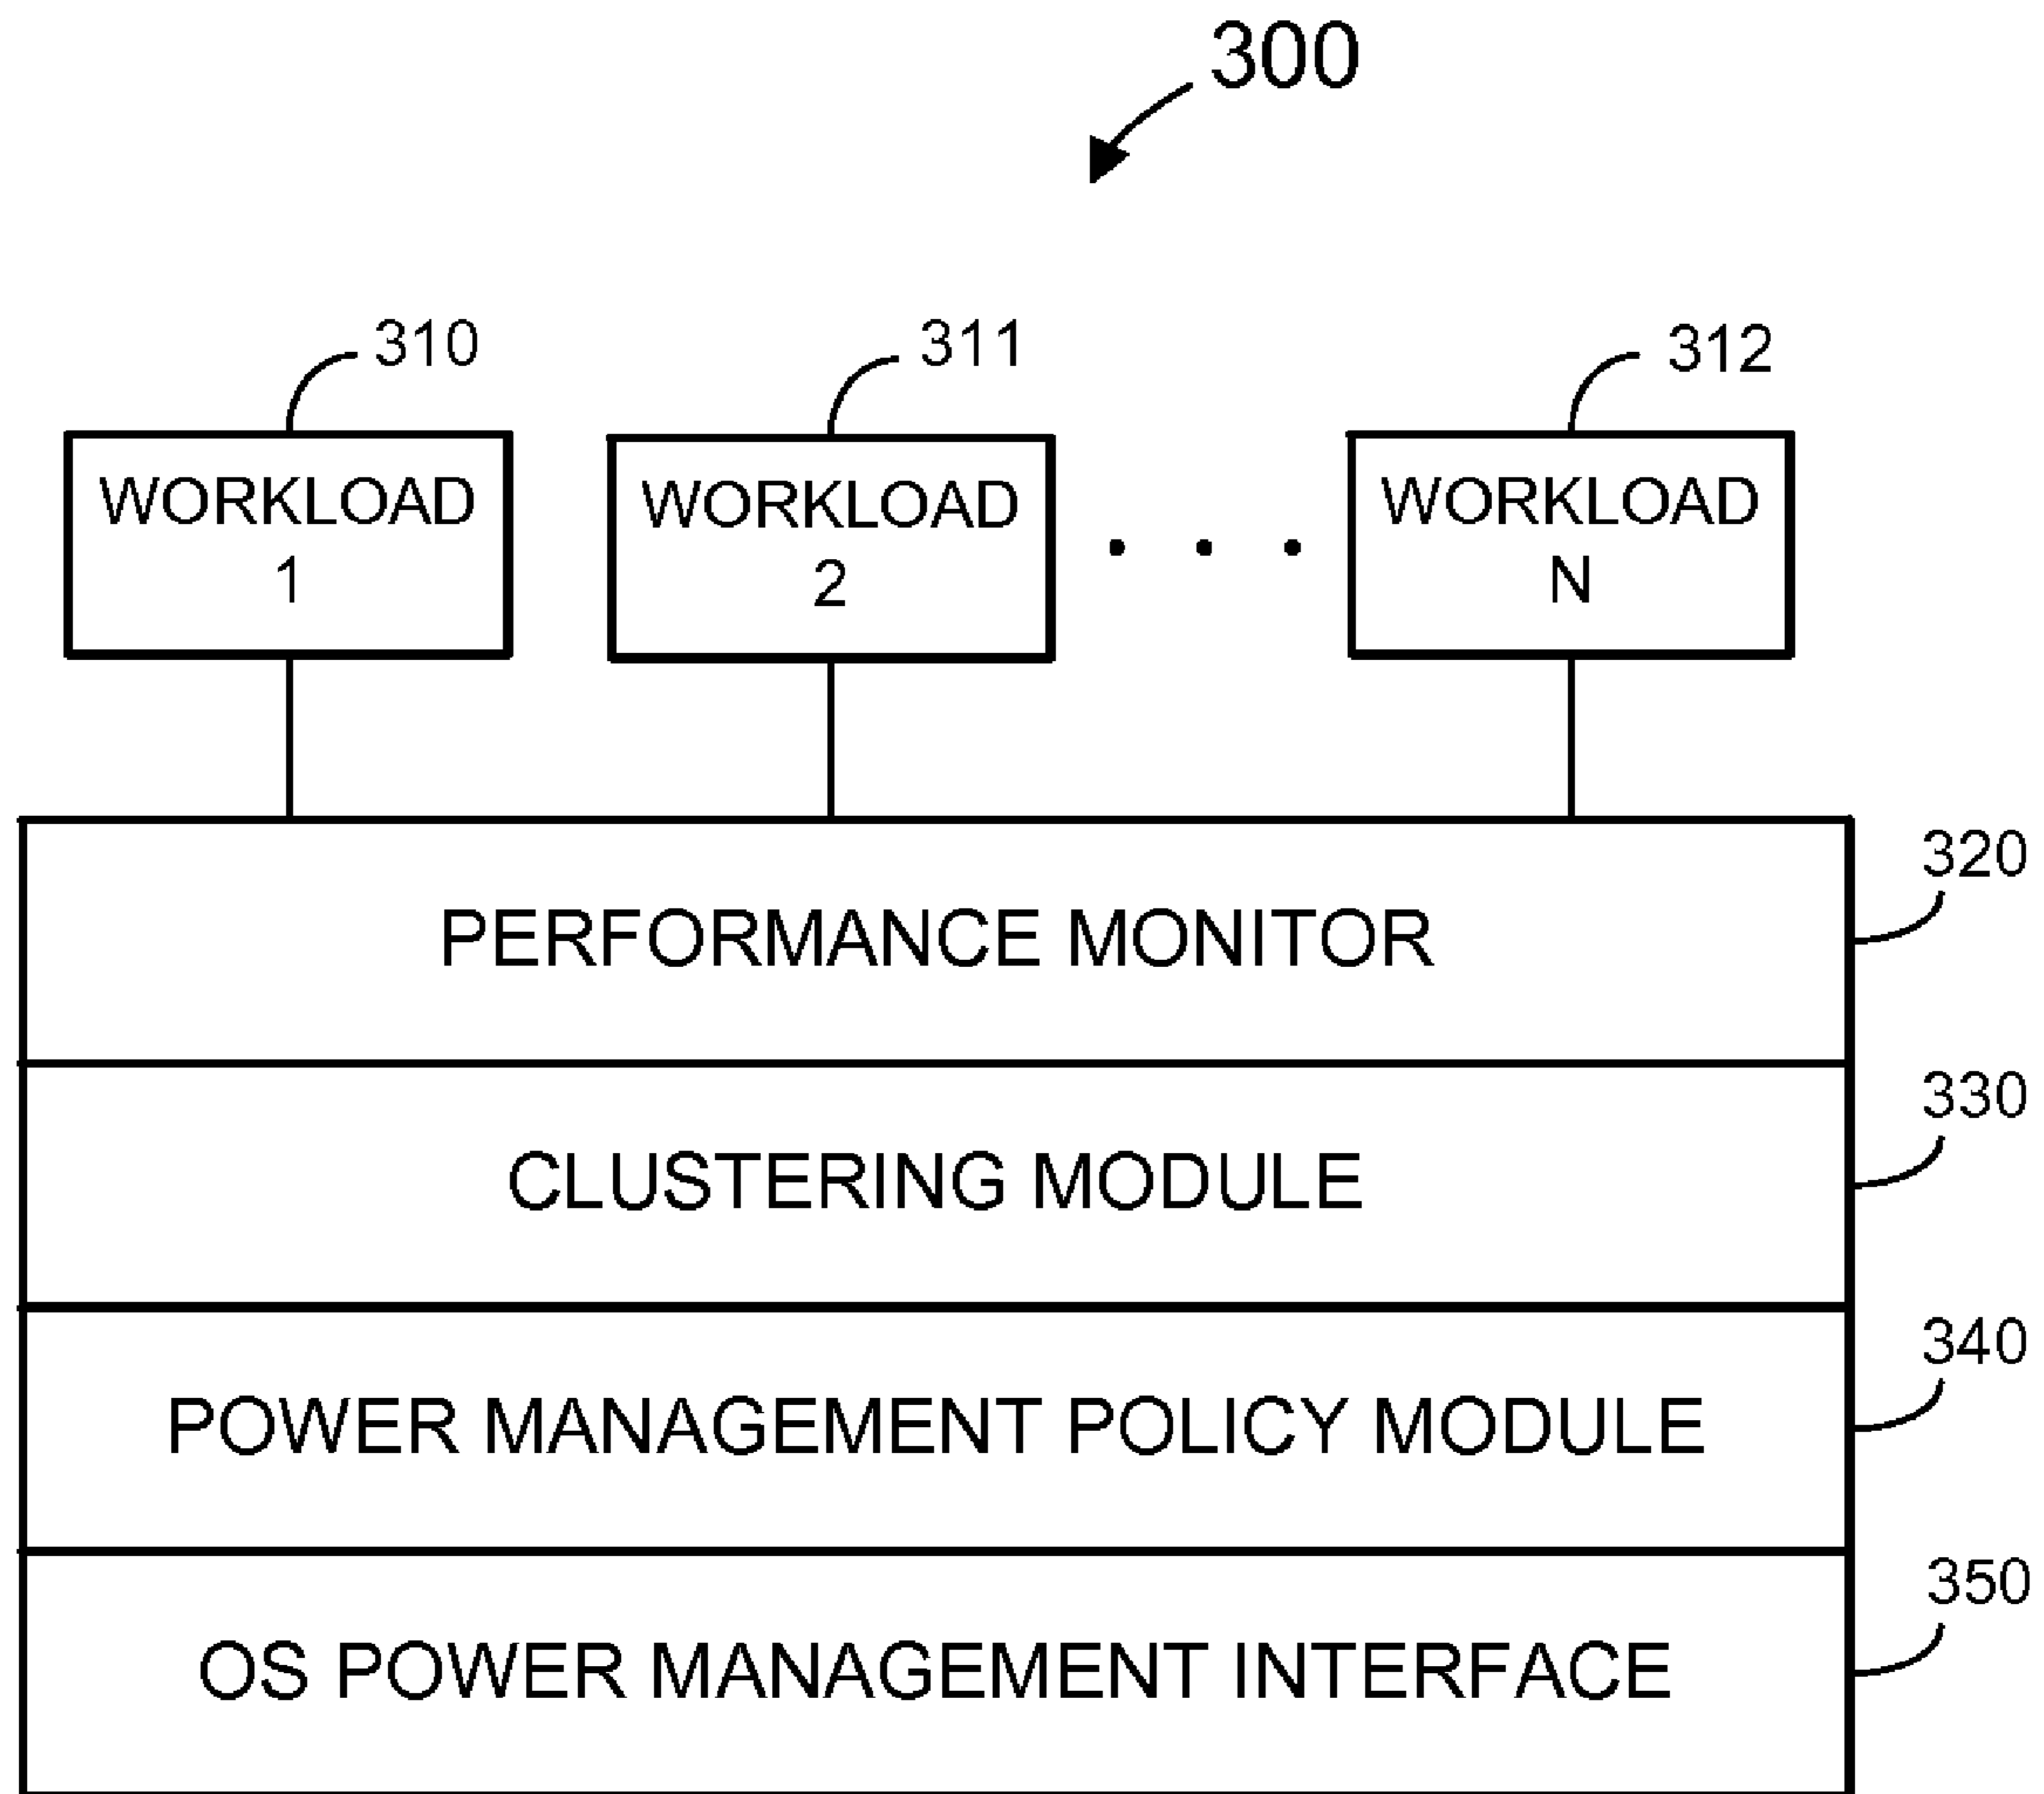 300
310
311
312
WORKLOAD
1
WORKLOAD
2
. . .
WORKLOAD
N
320
PERFORMANCE MONITOR
330
CLUSTERING MODULE
340
POWER MANAGEMENT POLICY MODULE
350
OS POWER MANAGEMENT INTERFACE